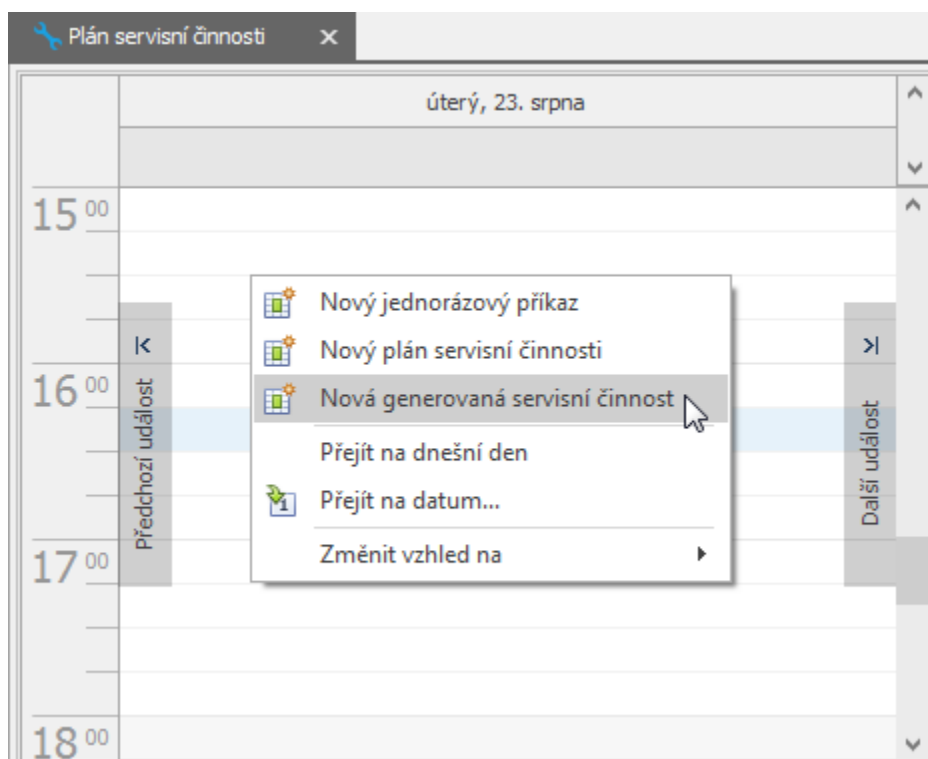 Plán servisní činnosti
úterý, 23. srpna
15 00
Nový jednorázový příkaz
Nový plán servisní činnosti
16 00
Nová generovaná servisní činnost
Předchozí událost
Další událost
Přejít na dnešní den
1
Přejít na datum...
Změnit vzhled na
17 00
18 00